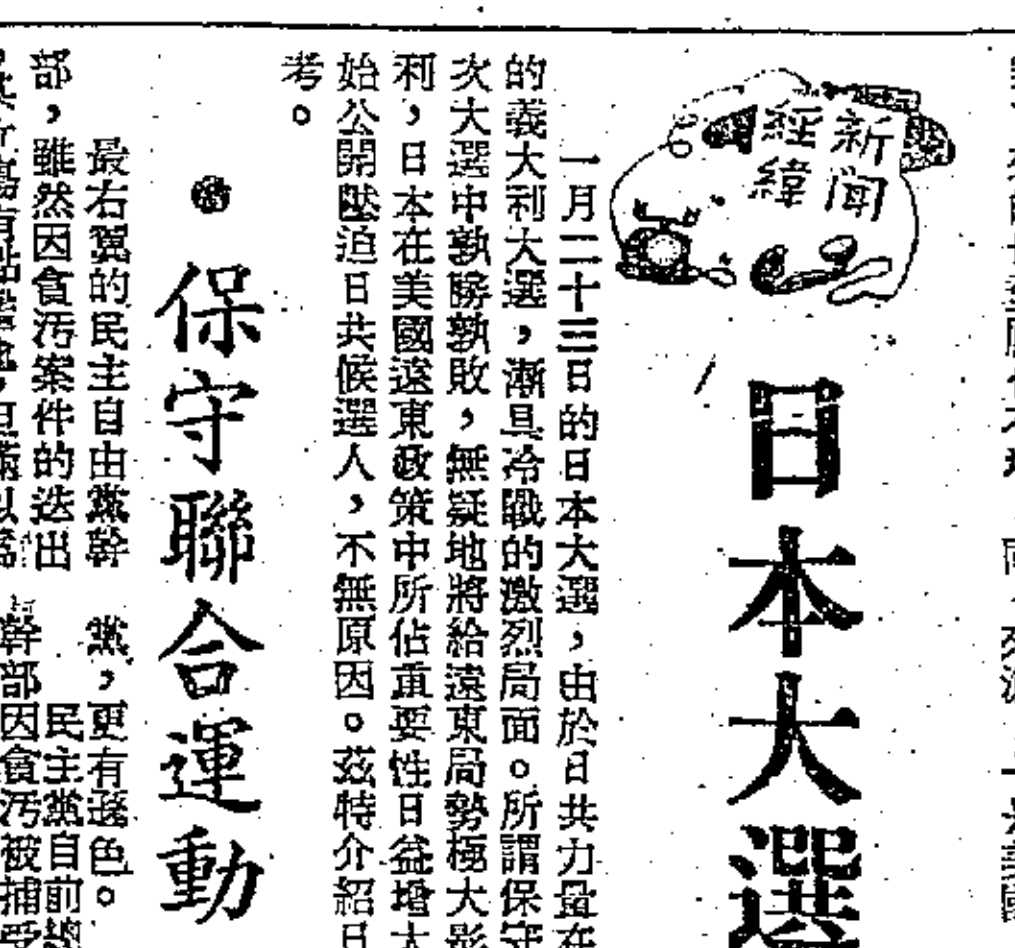 新聞
經緯
日本大選
一月二十三日的日本大選，由於日共力量在
的義大利大選，漸具冷戰的激烈局面。所謂保守
次大選中孰勝孰敗，無疑地將給遠東局勢極大影
利，日本在美國遠東政策中所佔重要性日益增大
始公開壓迫日共候選人，不無原因。茲特介紹日
考。
保守聯合運動
最右翼的民主自由黨幹
部，雖然因貪污案件的迭出
黨，更有遜色。
民主黨自前總
幹部因貪污被捕受